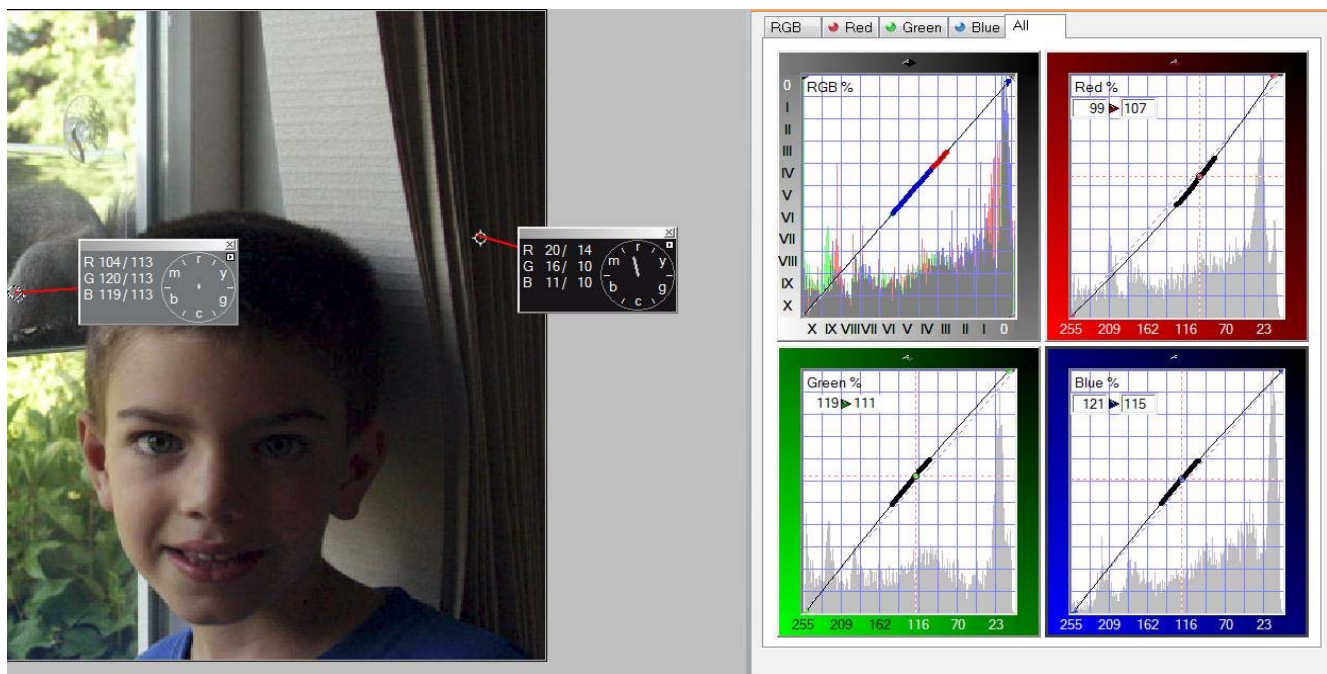 RGB Red Green Blue All
R 104/113
G 120/113
B 119/113
r
m y
b g
c
R 20/ 14
G 16/ 10
B 11/ 10
r
m y
b g
c
RGB %
0
I
II
III
IV
V
VI
VII
VIII
IX
X
X IX VIII VII VI V IV III II I 0
Red %
99 107
255 209 162 116 70 23
Green %
119 111
255 209 162 116 70 23
Blue %
121 115
255 209 162 116 70 23